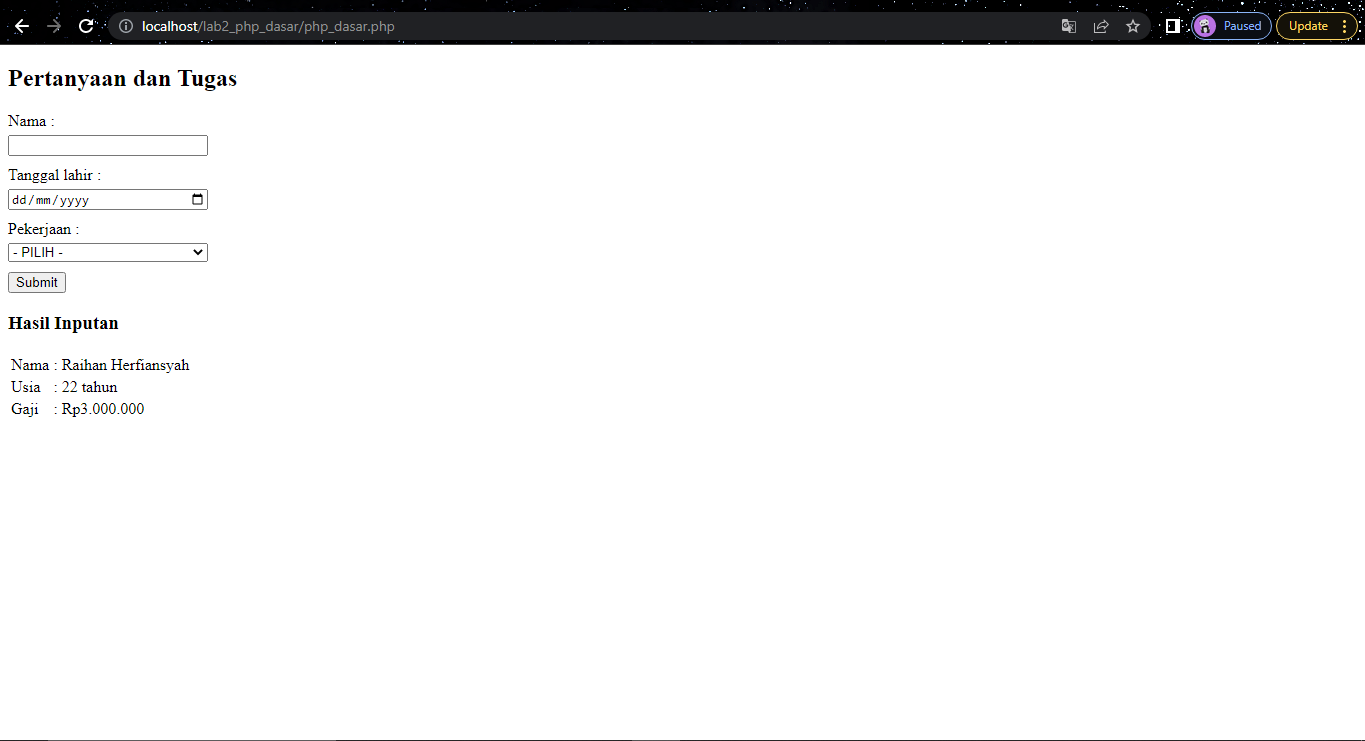 localhost/lab2_php_dasar/php_dasar.php
Paused
Update
Pertanyaan dan Tugas
Nama :
Tanggal lahir :
dd/mm/yyyy
Pekerjaan :
- PILIH -
Submit
Hasil Inputan
Nama : Raihan Herfiansyah
Usia : 22 tahun
Gaji : Rp3.000.000